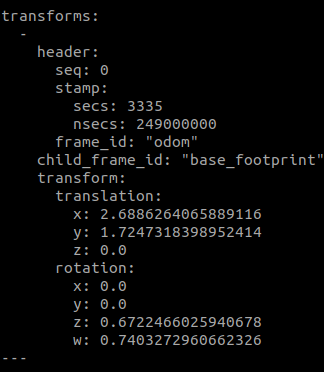 transforms:
  -
    header:
      seq: 0
      stamp:
        secs: 3335
        nsecs: 249000000
      frame_id: "odom"
    child_frame_id: "base_footprint"
    transform:
      translation:
        x: 2.6886264065889116
        y: 1.7247318398952414
        z: 0.0
      rotation:
        x: 0.0
        y: 0.0
        z: 0.6722466025940678
        w: 0.7403272960662326
---